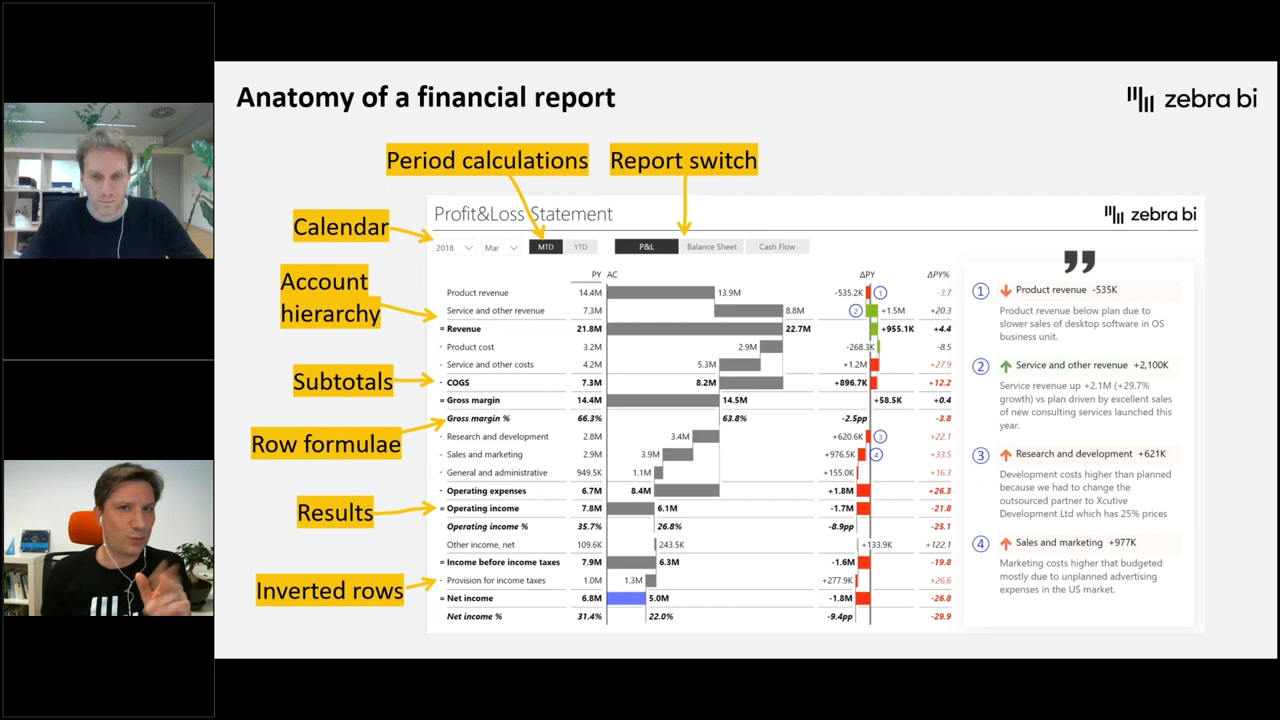 Anatomy of a financial report
zebra bi
Period calculations
Report switch
Calendar
Account
hierarchy
Subtotals
Row formulae
Results
Inverted rows
Profit&Loss Statement
zebra bi
2018 Mar MTD YTD P&L Balance Sheet Cash Flow
PY AC ΔPY ΔPY%
Product revenue 14.4M 13.9M -535.2K 1 -3.7
Service and other revenue 7.3M 8.8M 2 +1.5M +20.3
= Revenue 21.8M 22.7M +955.1K +4.4
- Product cost 3.2M 2.9M -268.3K -8.5
- Service and other costs 4.2M 5.3M +1.2M +27.9
- COGS 7.3M 8.2M +896.7K +12.2
= Gross margin 14.4M 14.5M +58.5K +0.4
Gross margin % 66.3% 63.8% -2.5pp -3.8
- Research and development 2.8M 3.4M +620.6K 3 +22.1
- Sales and marketing 2.9M 3.9M +976.5K 4 +33.5
- General and administrative 949.5K 1.1M +155.0K +16.3
- Operating expenses 6.7M 8.4M +1.8M +26.3
= Operating income 7.8M 6.1M -1.7M -21.8
Operating income % 35.7% 26.8% -8.9pp -25.1
Other income, net 109.6K 243.5K +133.9K +122.1
= Income before income taxes 7.9M 6.3M -1.6M -19.8
- Provision for income taxes 1.0M 1.3M +277.9K +26.6
= Net income 6.8M 5.0M -1.8M -26.8
Net income % 31.4% 22.0% -9.4pp -29.9
1 Product revenue -535K
Product revenue below plan due to
slower sales of desktop software in OS
business unit.
2 Service and other revenue +2,100K
Service revenue up +2.1M (+29.7%
growth) vs plan driven by excellent sales
of new consulting services launched this
year.
3 Research and development +621K
Development costs higher than planned
because we had to change the
outsourced partner to Xcutive
Development Ltd which has 25% prices
4 Sales and marketing +977K
Marketing costs higher that budgeted
mostly due to unplanned advertising
expenses in the US market.